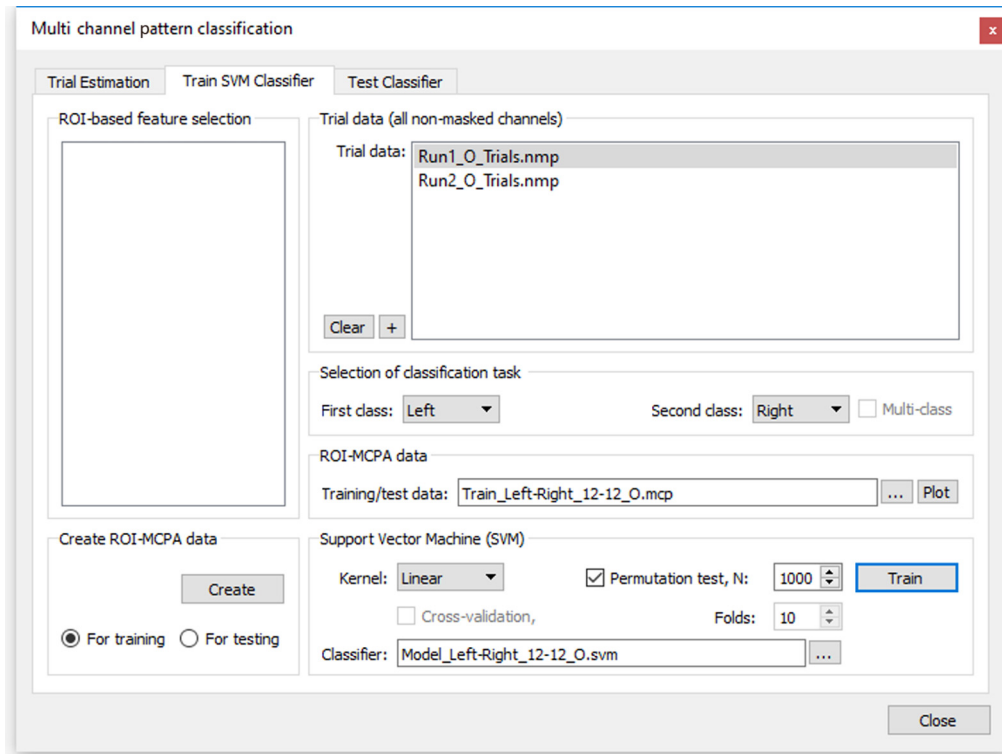 Multi channel pattern classification
x
Trial Estimation
Train SVM Classifier
Test Classifier
ROI-based feature selection
Trial data (all non-masked channels)
Trial data:
Run1_O_Trials.nmp
Run2_O_Trials.nmp
Clear
+
Selection of classification task
First class: Left
Second class: Right
Multi-class
ROI-MCPA data
Training/test data: Train_Left-Right_12-12_O.mcp
...
Plot
Create ROI-MCPA data
Create
For training
For testing
Support Vector Machine (SVM)
Kernel: Linear
Permutation test, N: 1000
Train
Cross-validation,
Folds: 10
Classifier: Model_Left-Right_12-12_O.svm
...
Close